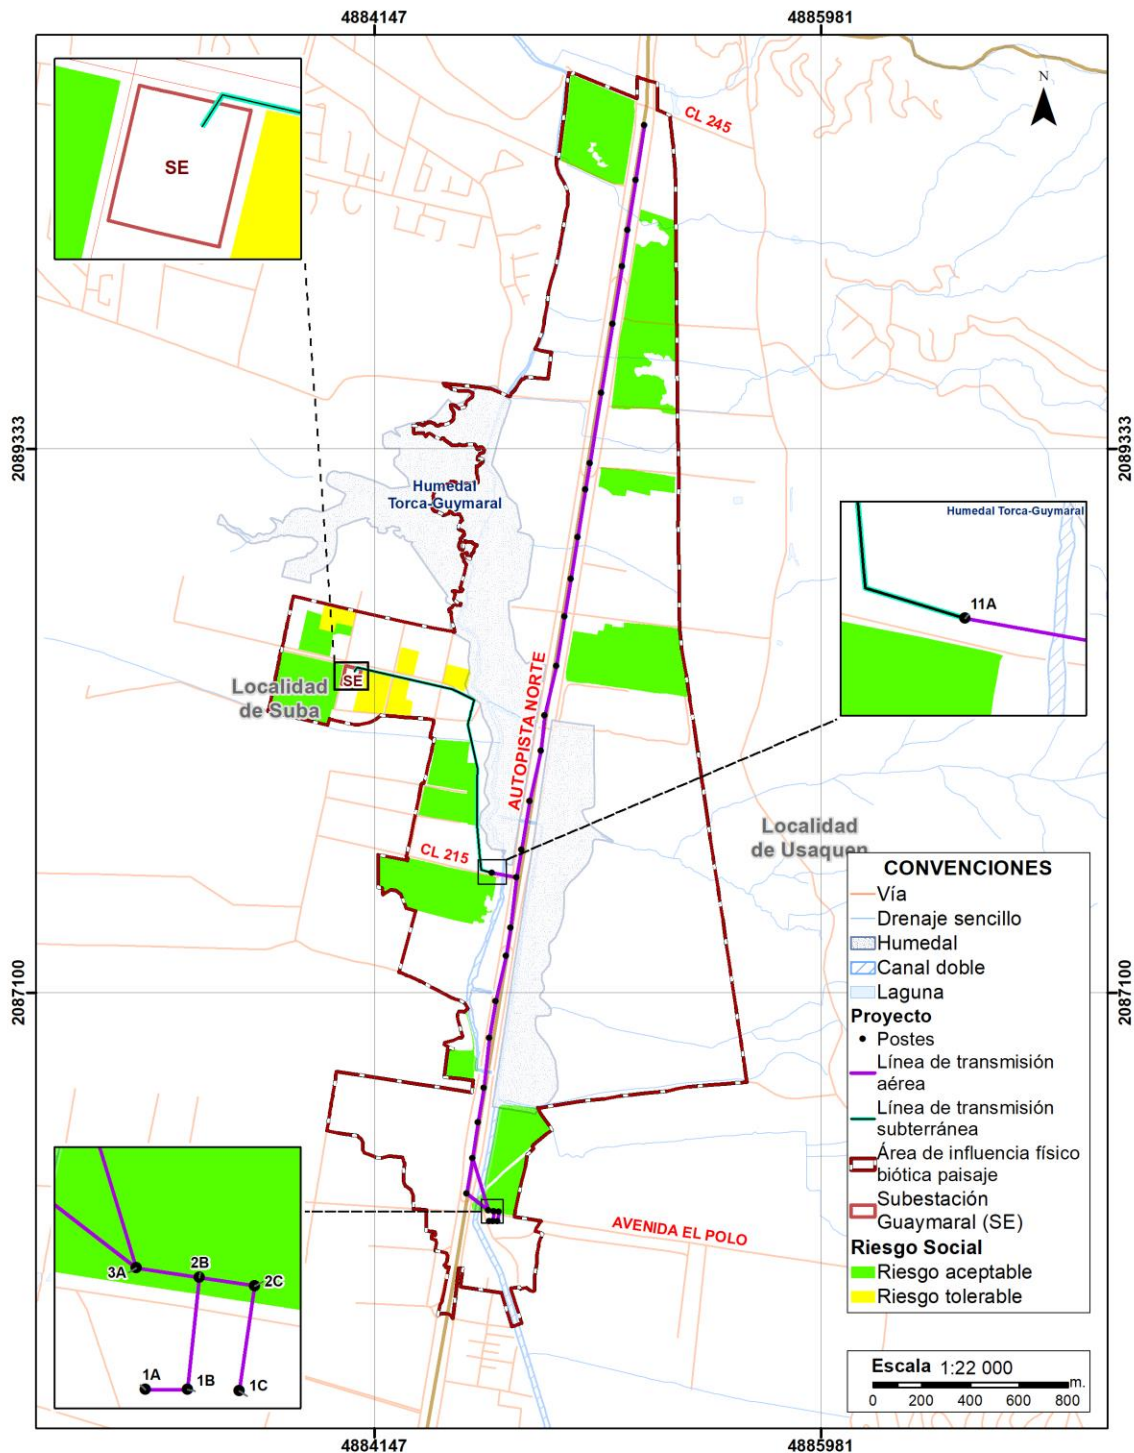 4884147
4885981
N
CL 245
SE
2089333
2089333
Humedal
Torca-Guymaral
Humedal Torca-Guymaral
11A
AUTOPISTA NORTE
SE
Localidad
de Suba
CL 215
Localidad
de Usaquen
2087100
2087100
AVENIDA EL POLO
3A
2B
2C
1A
1B
1C
CONVENCIONES
Vía
Drenaje sencillo
Humedal
Canal doble
Laguna
Proyecto
Postes
Línea de transmisión
aérea
Línea de transmisión
subterránea
Área de influencia físico
biótica paisaje
Subestación
Guaymaral (SE)
Riesgo Social
Riesgo aceptable
Riesgo tolerable
Escala 1:22 000
m.
0 200 400 600 800
4884147
4885981